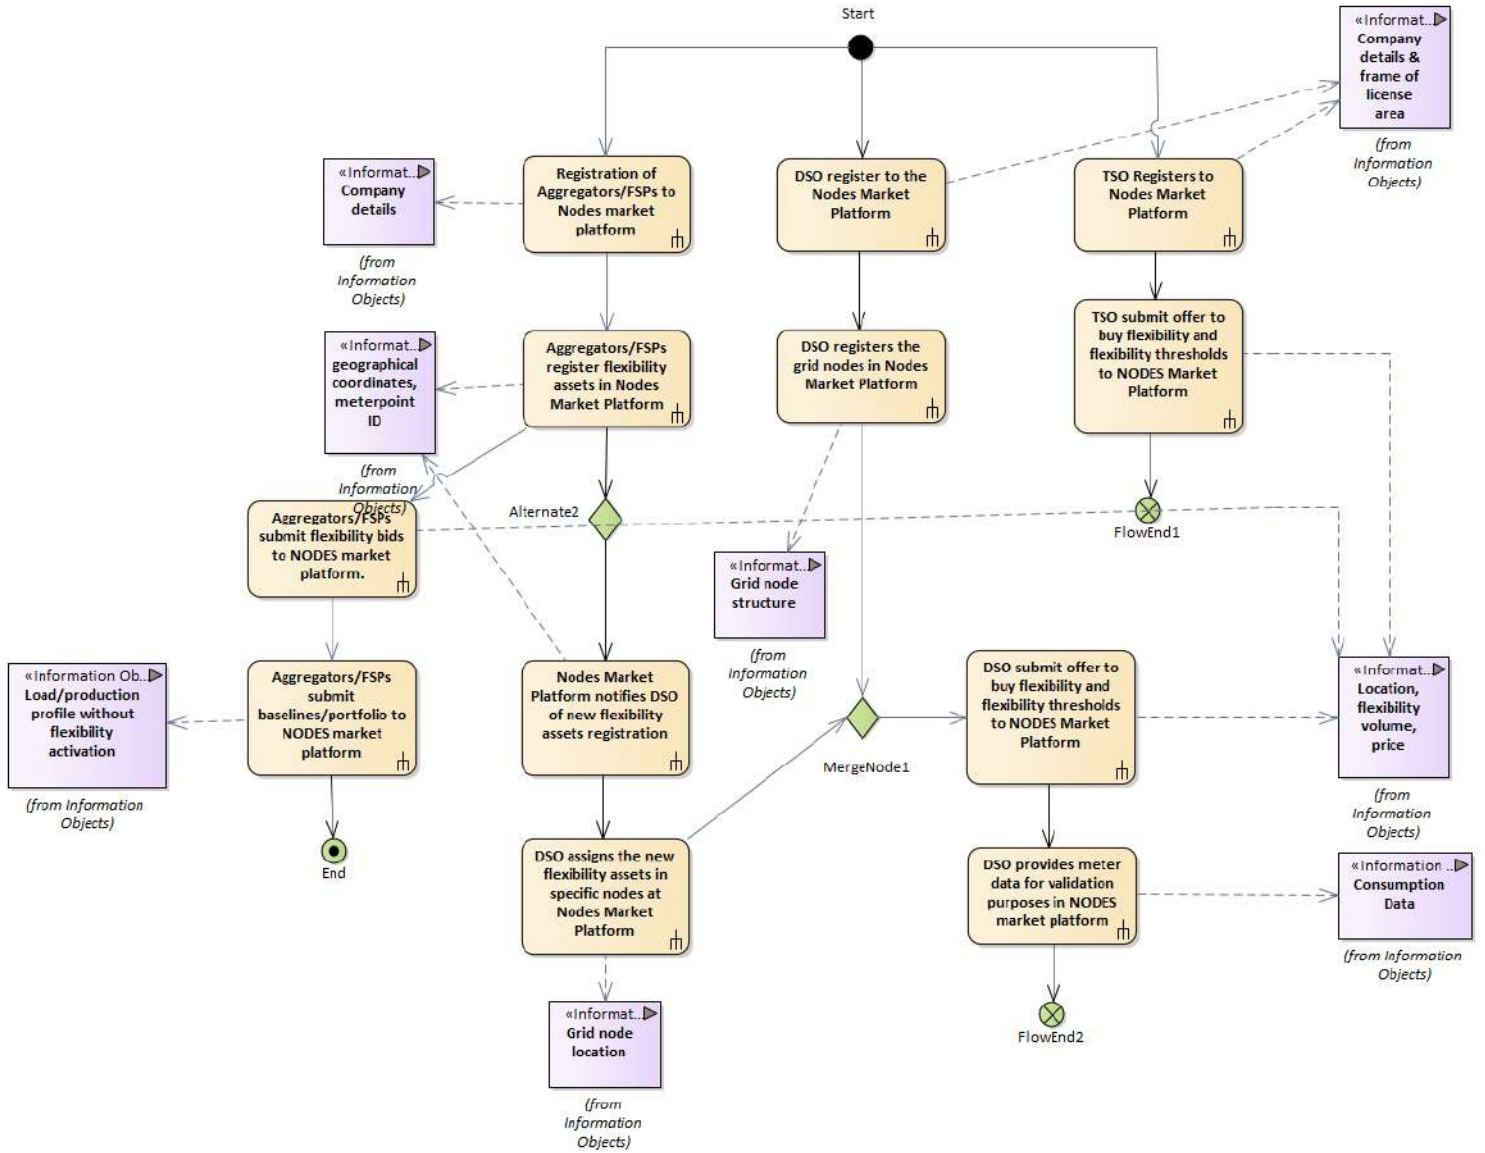 Start
«Informat...
Company
details &
frame of
license
area
(from
Information
Objects)
«Informat...
Company
details
(from
Information
Objects)
Registration of
Aggregators/FSPs to
Nodes market
platform
DSO register to the
Nodes Market
Platform
TSO Registers to
Nodes Market
Platform
«Informat...
geographical
coordinates,
meterpoint
ID
(from
Information
Objects)
Aggregators/FSPs
register flexibility
assets in Nodes
Market Platform
DSO registers the
grid nodes in Nodes
Market Platform
TSO submit offer to
buy flexibility and
flexibility thresholds
to NODES Market
Platform
Aggregators/FSPs
submit flexibility bids
to NODES market
platform.
Alternate2
FlowEnd1
«Informat...
Grid node
structure
(from
Information
Objects)
«Information Ob...
Load/production
profile without
flexibility
activation
(from Information
Objects)
Aggregators/FSPs
submit
baselines/portfolio to
NODES market
platform
Nodes Market
Platform notifies DSO
of new flexibility
assets registration
MergeNode1
DSO submit offer to
buy flexibility and
flexibility thresholds
to NODES Market
Platform
«Informat...
Location,
flexibility
volume,
price
(from
Information
Objects)
End
DSO assigns the new
flexibility assets in
specific nodes at
Nodes Market
Platform
DSO provides meter
data for validation
purposes in NODES
market platform
«Information ...
Consumption
Data
(from Information
Objects)
«Informat...
Grid node
location
(from
Information
Objects)
FlowEnd2